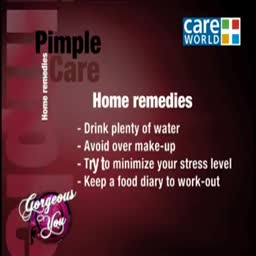 Pimple
Care
Home remedies
care
WORLD
Home remedies
- Drink plenty of water
- Avoid over make-up
- Try to minimize your stress level
- Keep a food diary to work-out
Gorgeous
You